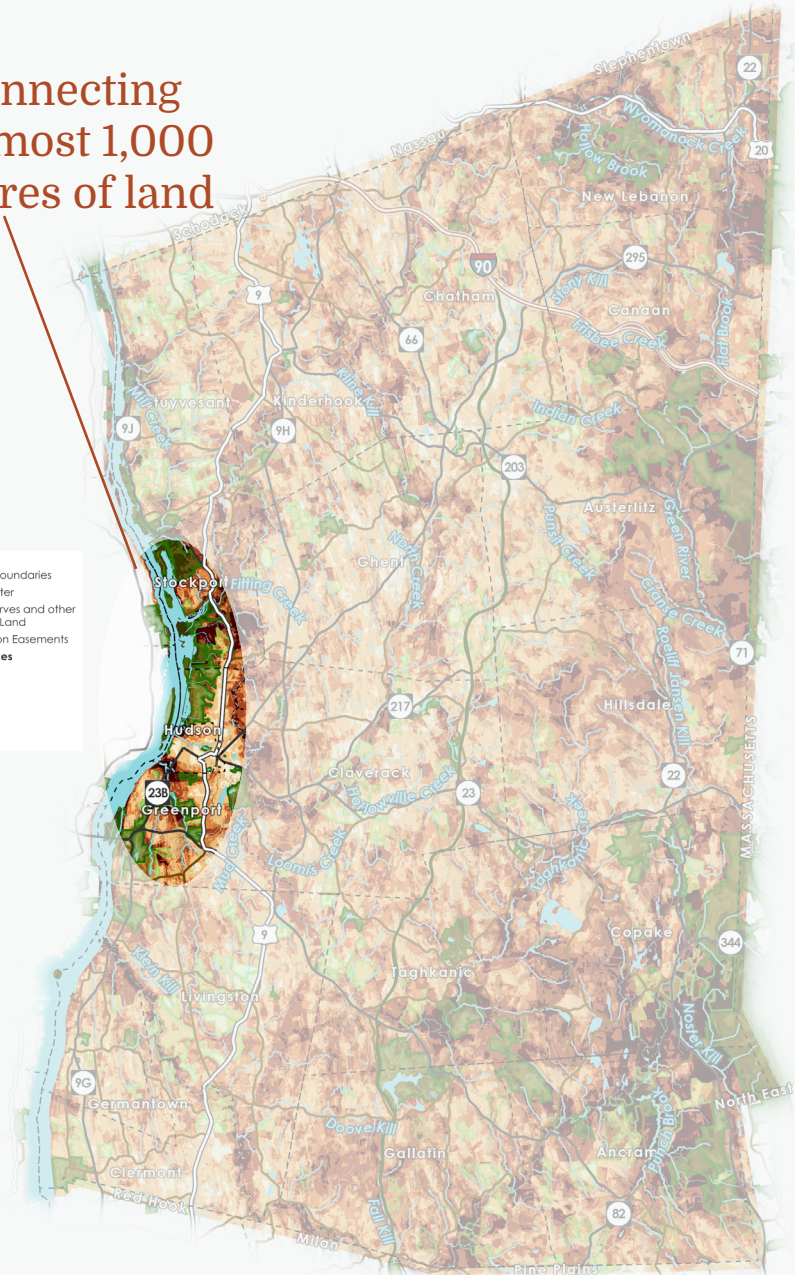 nnecting
most 1,000
res of land
Stephentown
22
Wyomanock Creek
Nassau
Hollow Brook
20
New Lebanon
Schodack
295
90
Stony Kill
9
Chatham
Canaan
Flat Brook
Frisbee Creek
66
Kline Kill
tuyvesant
Kinderhook
Mill Creek
Indian Creek
9J
9H
203
Austerlitz
Punsit Creek
Green River
North Creek
Ghent
oundaries
ter
rves and other
Land
on Easements
es
Stockport
Fitting Creek
Cranse Creek
71
Roeliff Jansen Kill
217
Hillsdale
Hudson
MASSACHUSETTS
Claverack
22
23B
Hollowville Creek
23
Greenport
Taghkanic Creek
Mud Creek
Loomis Creek
9
Copake
344
Klein Kill
Taghkanic
Livingston
Noster Kill
9G
Germantown
North East
Punch Brook
Doove Kill
Gallatin
Ancram
Clermont
Red Hook
Fall Kill
82
Milan
Pine Plains